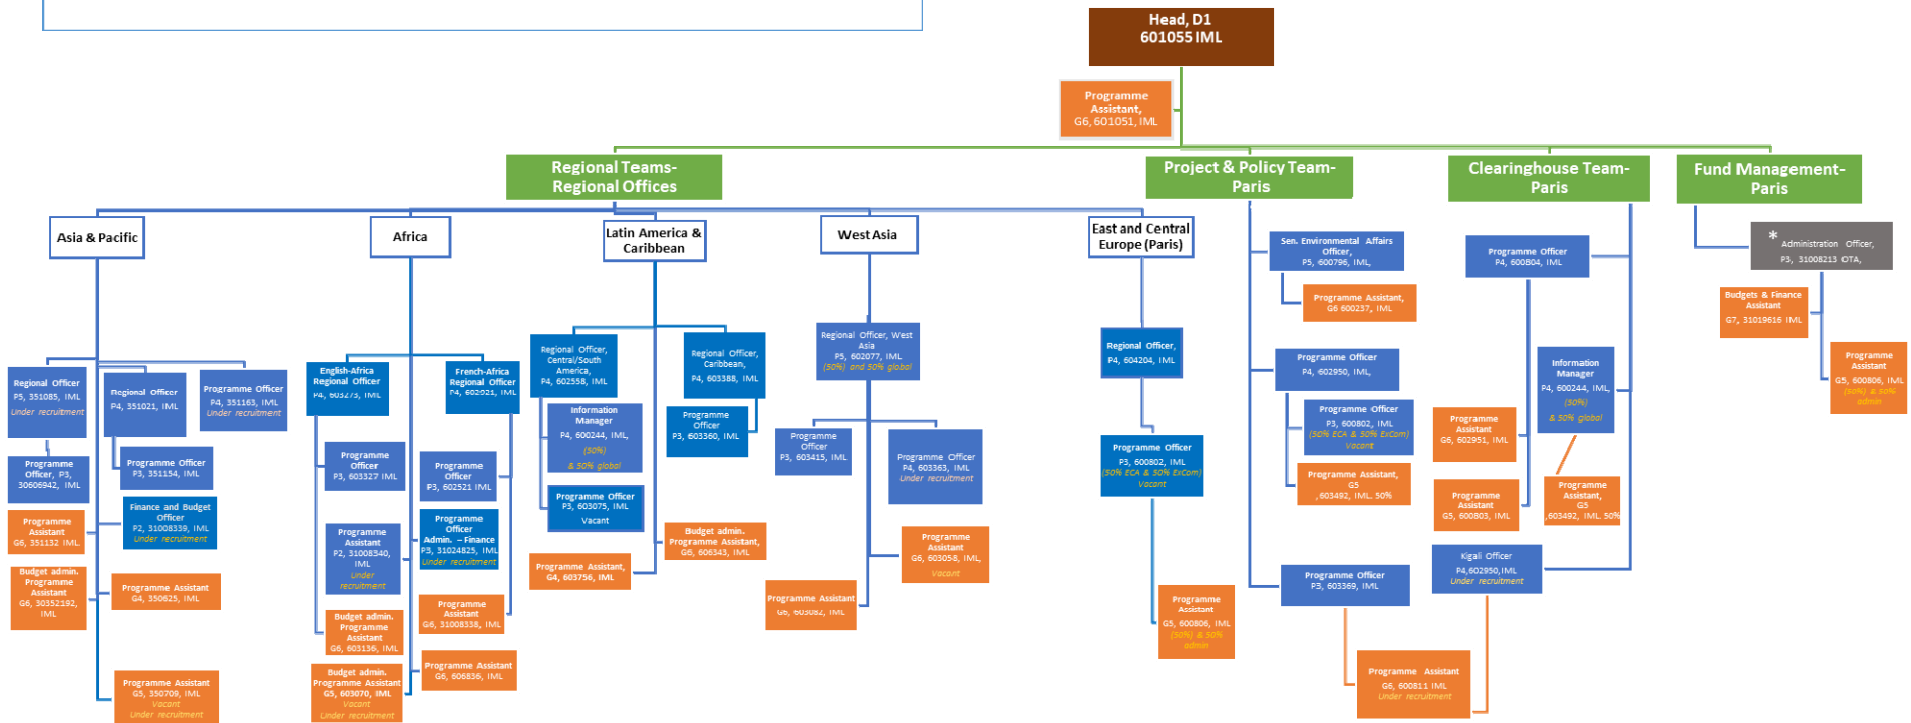 Head, D1
601055 IML
Programme
Assistant,
G6, 601051, IML
Regional Teams-
Regional Offices
Project & Policy Team-
Paris
Clearinghouse Team-
Paris
Fund Management-
Paris
Asia & Pacific
Africa
Latin America &
Caribbean
West Asia
East and Central
Europe (Paris)
Regional Officer
P5, 351085, IML
Under recruitment
Regional Officer
P4, 351021, IML
Programme Officer
P4, 351163, IML
Under recruitment
Programme
Officer, P3,
30606942, IML
Programme Officer
P3, 351154, IML
Finance and Budget
Officer
P2, 31008339, IML
Under recruitment
Programme
Assistant
G6, 351132 IML.
Budget admin.
Programme
Assistant
G6, 30352192,
IML
Programme Assistant
G4, 350625, IML
Programme Assistant
G5, 350709, IML
Vacant
Under recruitment
English-Africa
Regional Officer
P4, 603273, IML
French-Africa
Regional Officer
P4, 602921, IML
Programme
Officer
P3, 603327 IML
Programme
Officer
P3, 602521 IML
Programme
Assistant
P2, 31008340,
IML
Under
recruitment
Programme
Officer
Admin. – Finance
P3, 31024825, IML
Under recruitment
Programme
Assistant
G6, 31008338, IML
Budget admin.
Programme
Assistant
G6, 603136, IML
Programme Assistant
G6, 606836, IML
Budget admin.
Programme Assistant
G5, 603070, IML
Vacant
Under recruitment
Regional Officer,
Central/South
America,
P4, 602558, IML
Regional Officer,
Caribbean,
P4, 603388, IML
Information
Manager
P4, 600244, IML,
(50%)
& 50% global
Programme
Officer
P3, 603360, IML
Programme Officer
P3, 603075, IML
Vacant
Budget admin.
Programme Assistant,
G6, 606343, IML
Programme Assistant,
G4, 603756, IML
Regional Officer, West
Asia
P5, 602077, IML
(50%) and 50% global
Programme
Officer
P3, 603415, IML
Programme Officer
P4, 603363, IML
Under recruitment
Programme
Assistant
G6, 603058, IML,
Vacant
Programme Assistant
G6, 603082, IML
Regional Officer,
P4, 604204, IML
Programme Officer
P3, 600802, IML
(50% ECA & 50% ExCom)
Vacant
Programme
Assistant
G5, 600806, IML
(50%) & 50%
admin
Sen. Environmental Affairs
Officer,
P5, 600796, IML,
Programme Assistant,
G6 600237, IML
Programme Officer
P4, 602950, IML,
Programme Officer
P3, 600802, IML
(50% ECA & 50% ExCom)
Vacant
Programme Assistant,
G5
,603492, IML. 50%
Programme Officer
P3, 603369, IML
Programme Assistant
G6, 600811 IML
Under recruitment
Programme Officer
P4, 600804, IML
Information
Manager
P4, 600244, IML,
(50%)
& 50% global
Programme
Assistant
G6, 602951, IML
Programme
Assistant
G5, 600803, IML
Programme
Assistant,
G5
,603492, IML. 50%
Kigali Officer
P4,602950,IML
Under recruitment
* Administration Officer,
P3, 31008213 OTA,
Budgets & Finance
Assistant
G7, 31019616 IML
Programme
Assistant
G5, 600806, IML
(50%) & 50%
admin